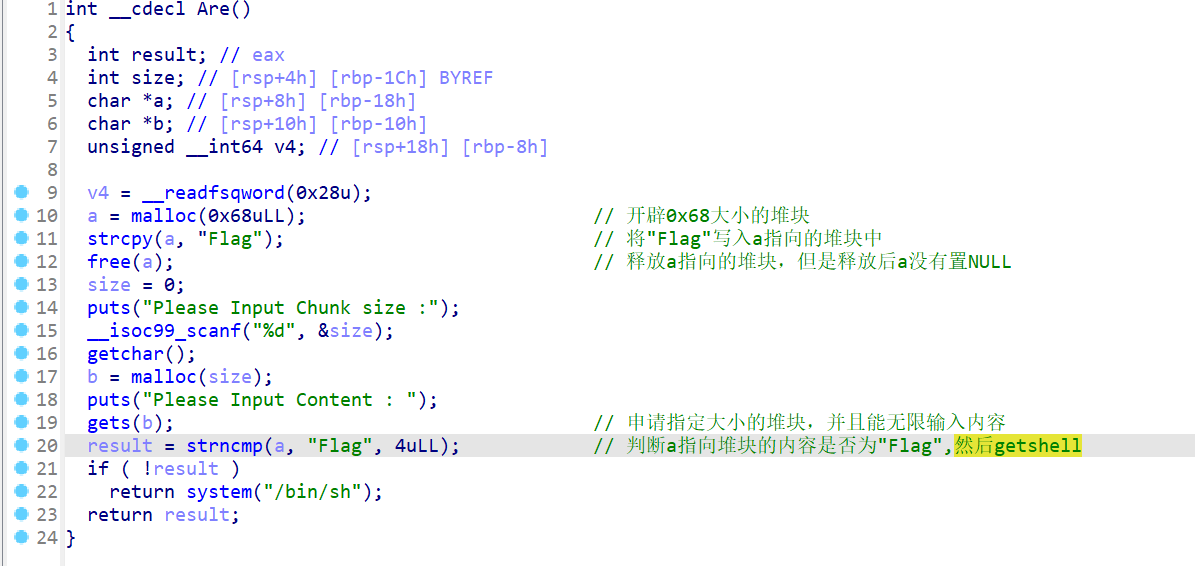 1 int __cdecl Are()
2 {
3   int result; // eax
4   int size; // [rsp+4h] [rbp-1Ch] BYREF
5   char *a; // [rsp+8h] [rbp-18h]
6   char *b; // [rsp+10h] [rbp-10h]
7   unsigned __int64 v4; // [rsp+18h] [rbp-8h]
8
9   v4 = __readfsqword(0x28u);
10   a = malloc(0x68uLL); // 开辟0x68大小的堆块
11   strcpy(a, "Flag"); // 将"Flag"写入a指向的堆块中
12   free(a); // 释放a指向的堆块，但是释放后a没有置NULL
13   size = 0;
14   puts("Please Input Chunk size :");
15   __isoc99_scanf("%d", &size);
16   getchar();
17   b = malloc(size);
18   puts("Please Input Content : ");
19   gets(b); // 申请指定大小的堆块，并且能无限输入内容
20   result = strncmp(a, "Flag", 4uLL); // 判断a指向堆块的内容是否为"Flag",然后getshell
21   if ( !result )
22     return system("/bin/sh");
23   return result;
24 }